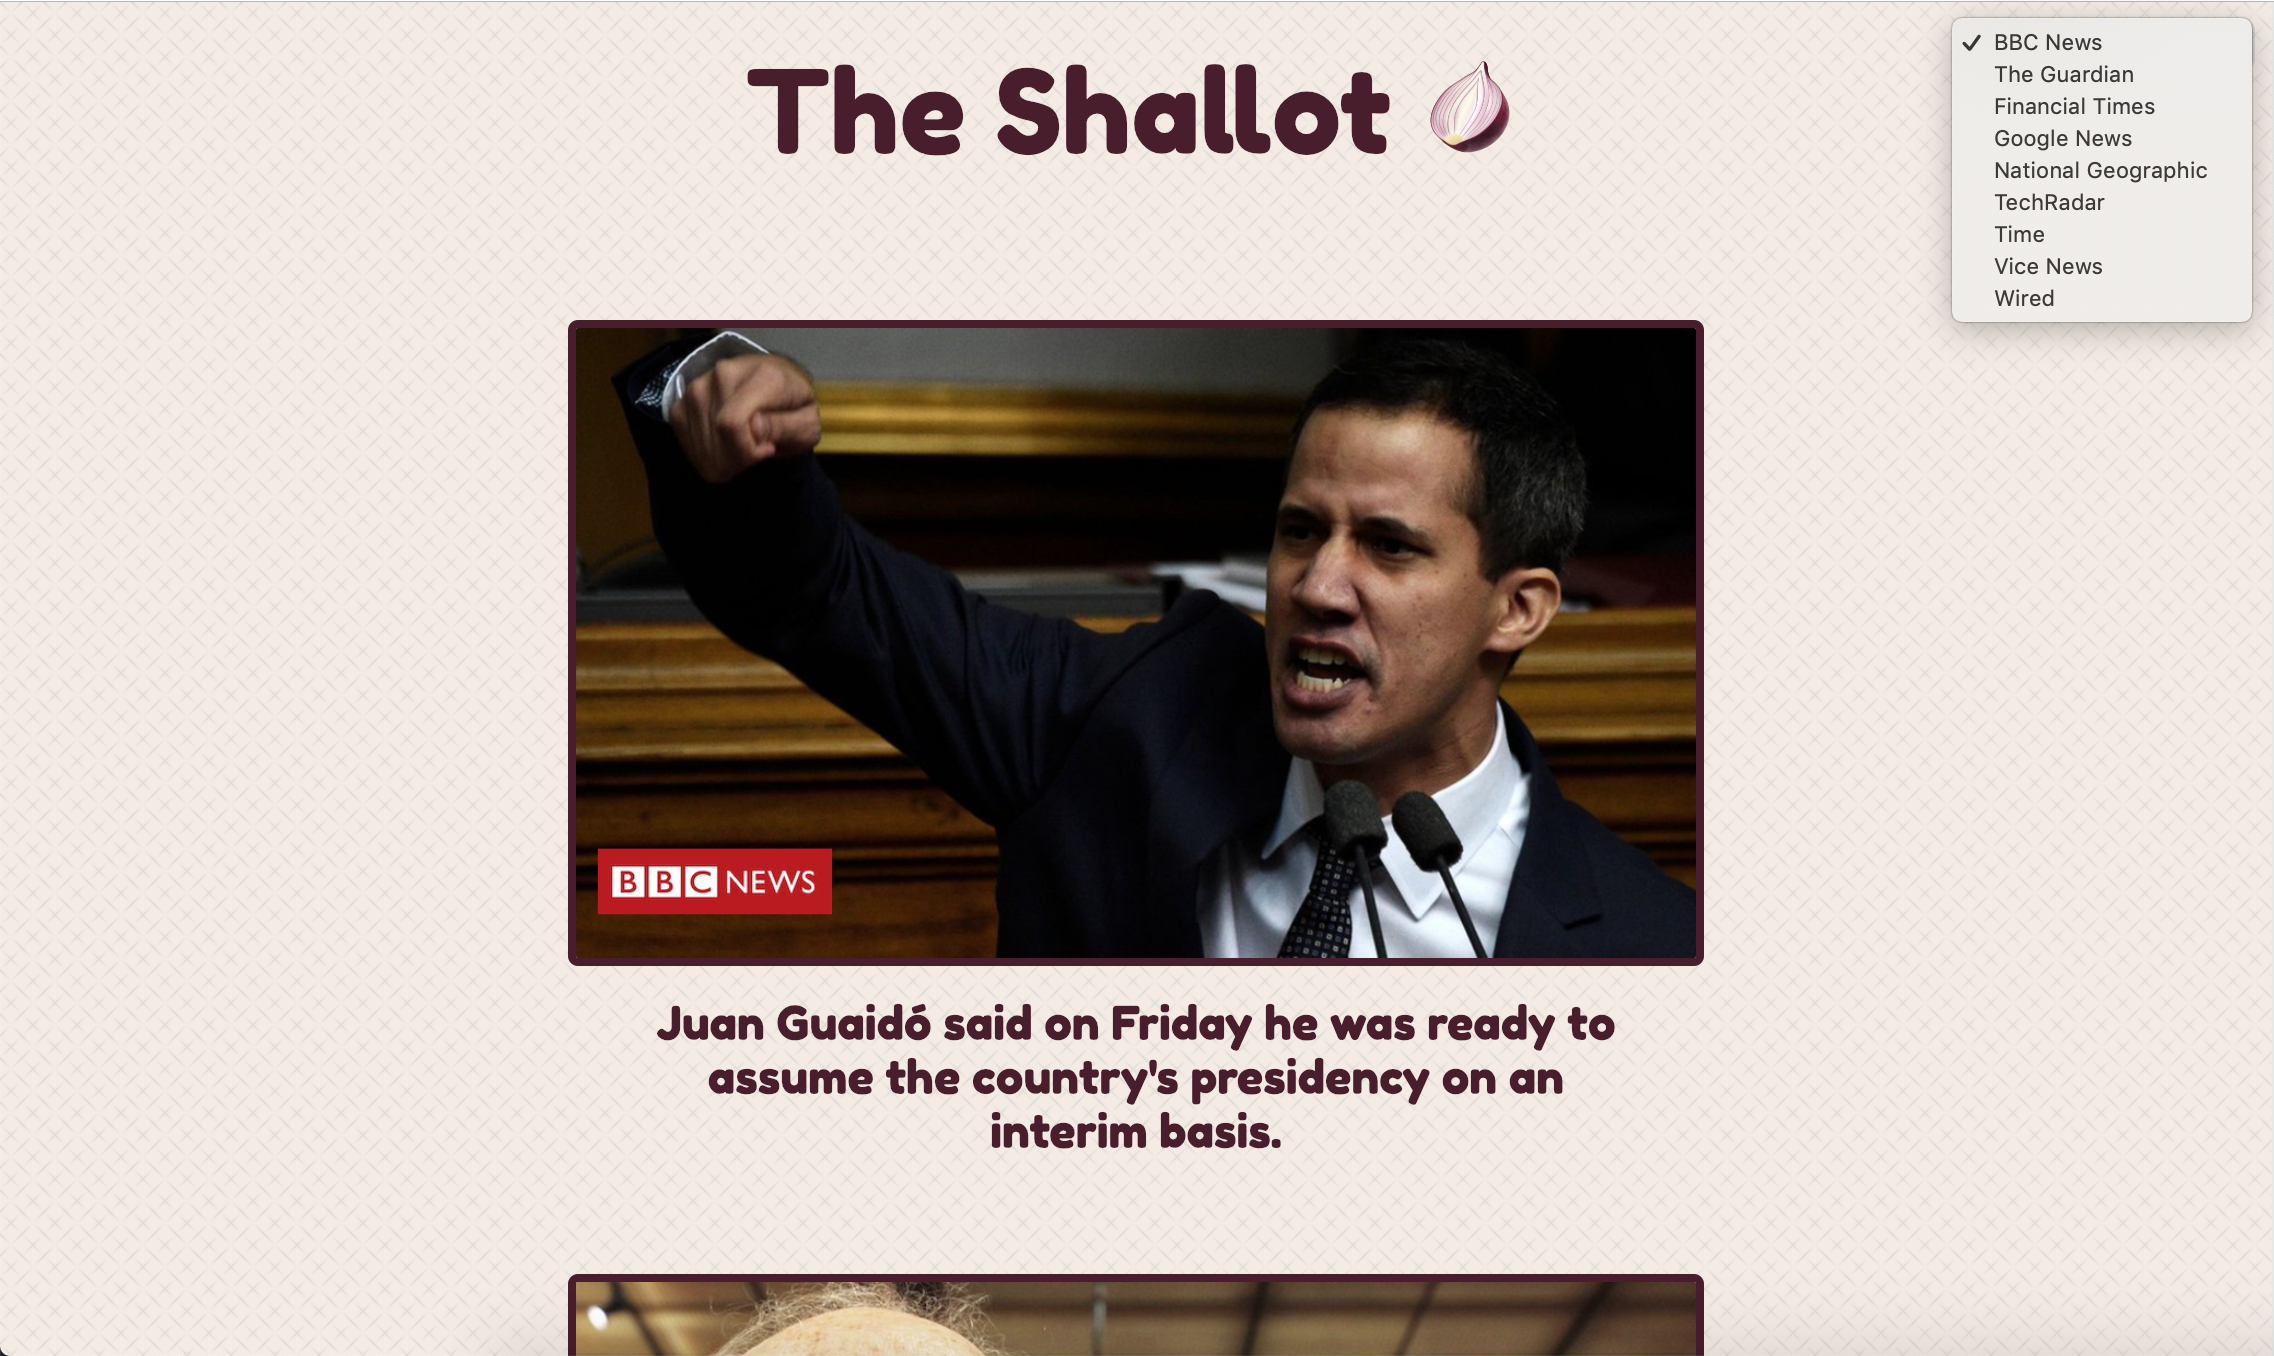 The Shallot
✓ BBC News
The Guardian
Financial Times
Google News
National Geographic
TechRadar
Time
Vice News
Wired
BBC NEWS
Juan Guaidó said on Friday he was ready to
assume the country's presidency on an
interim basis.